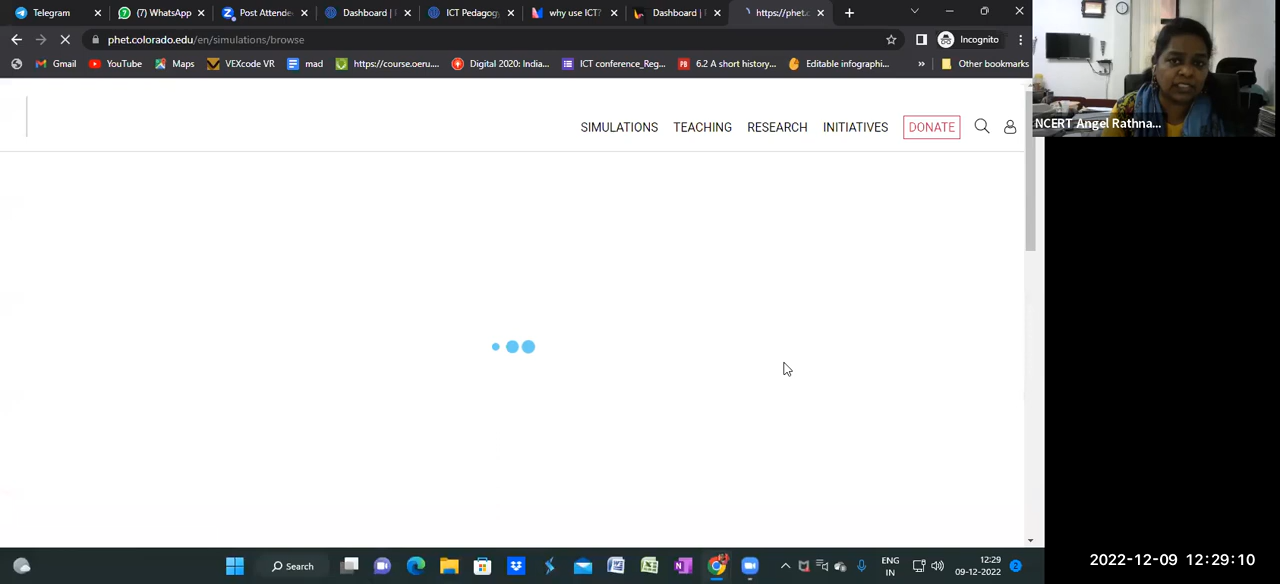 Telegram
(7) WhatsApp
Post Attende
Dashboard |
ICT Pedagog
why use ICT?
Dashboard |
https://phet.c
phet.colorado.edu/en/simulations/browse
Incognito
Gmail
YouTube
Maps
VEXcode VR
mad
https://course.oeru....
Digital 2020: India...
ICT conference_Reg...
6.2 A short history...
Editable infographi...
»
Other bookmarks
SIMULATIONS
TEACHING
RESEARCH
INITIATIVES
DONATE
NCERT Angel Rathna...
Search
ENG
IN
12:29
09-12-2022
2
2022-12-09 12:29:10